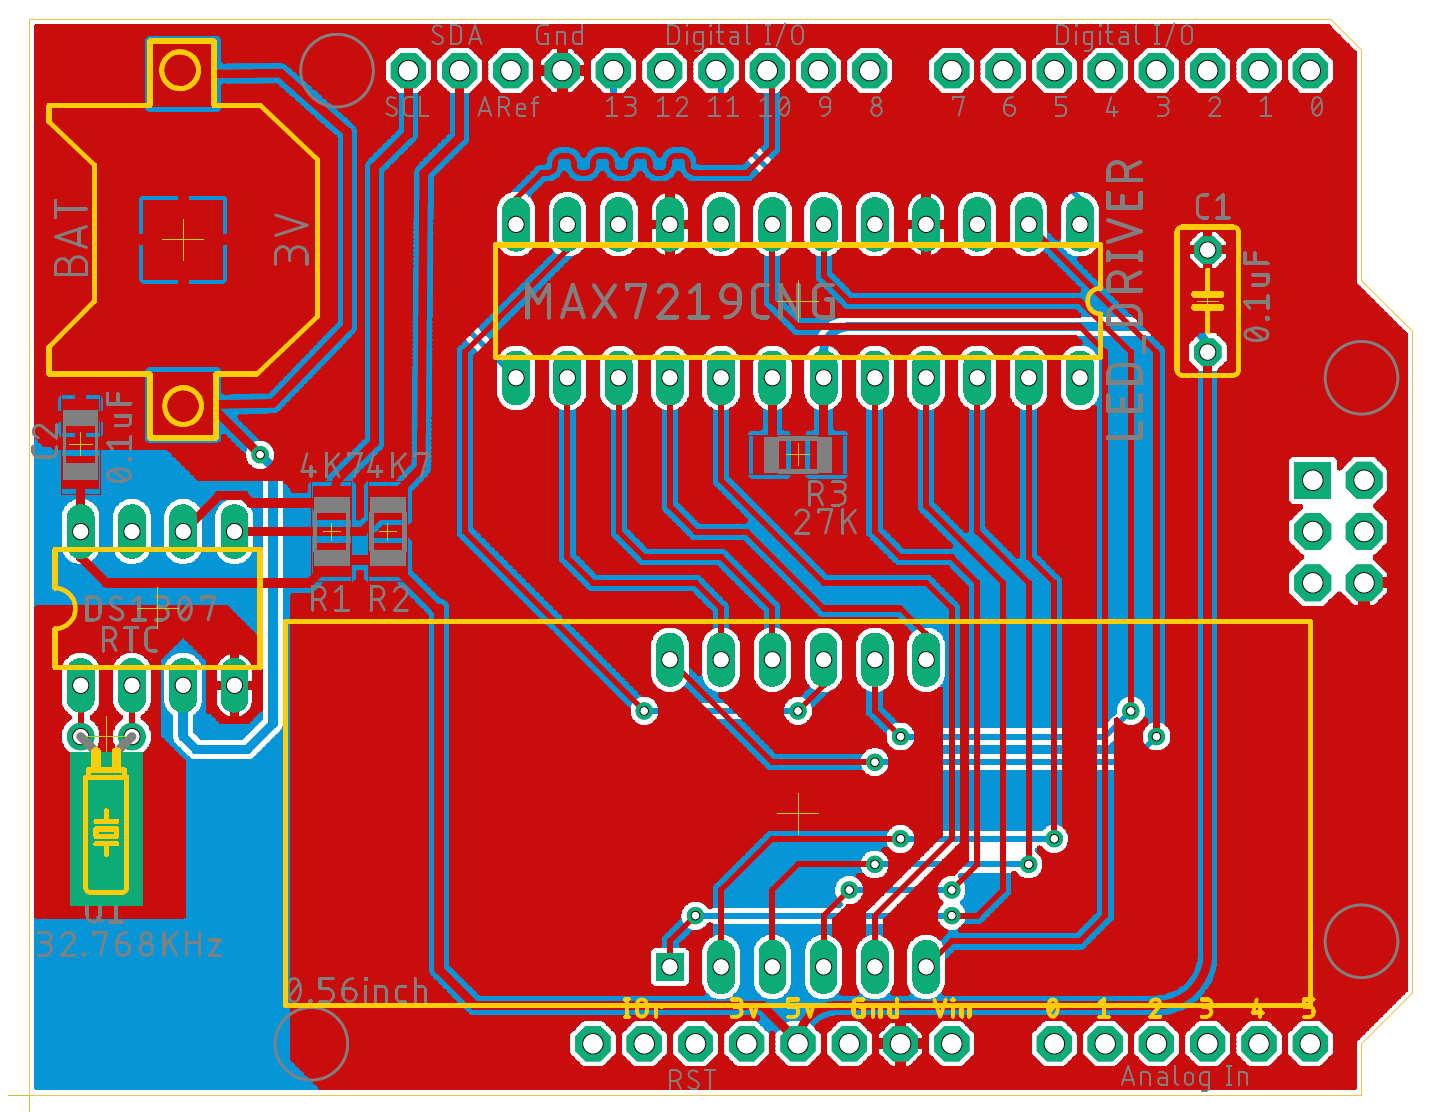 SDA Gnd Digital I/O Digital I/O
SCL ARef 13 12 11 10 9 8 7 6 5 4 3 2 1 0
BAT
3V
MAX7219CNG
LED_DRIVER
C1
0.1uF
C2
0.1uF
4K7
4K7
R3
27K
R1
R2
DS1307
RTC
Q1
32.768KHz
0.56inch
IOr 3v 5v Gnd Vin 0 1 2 3 4 5
RST
Analog In